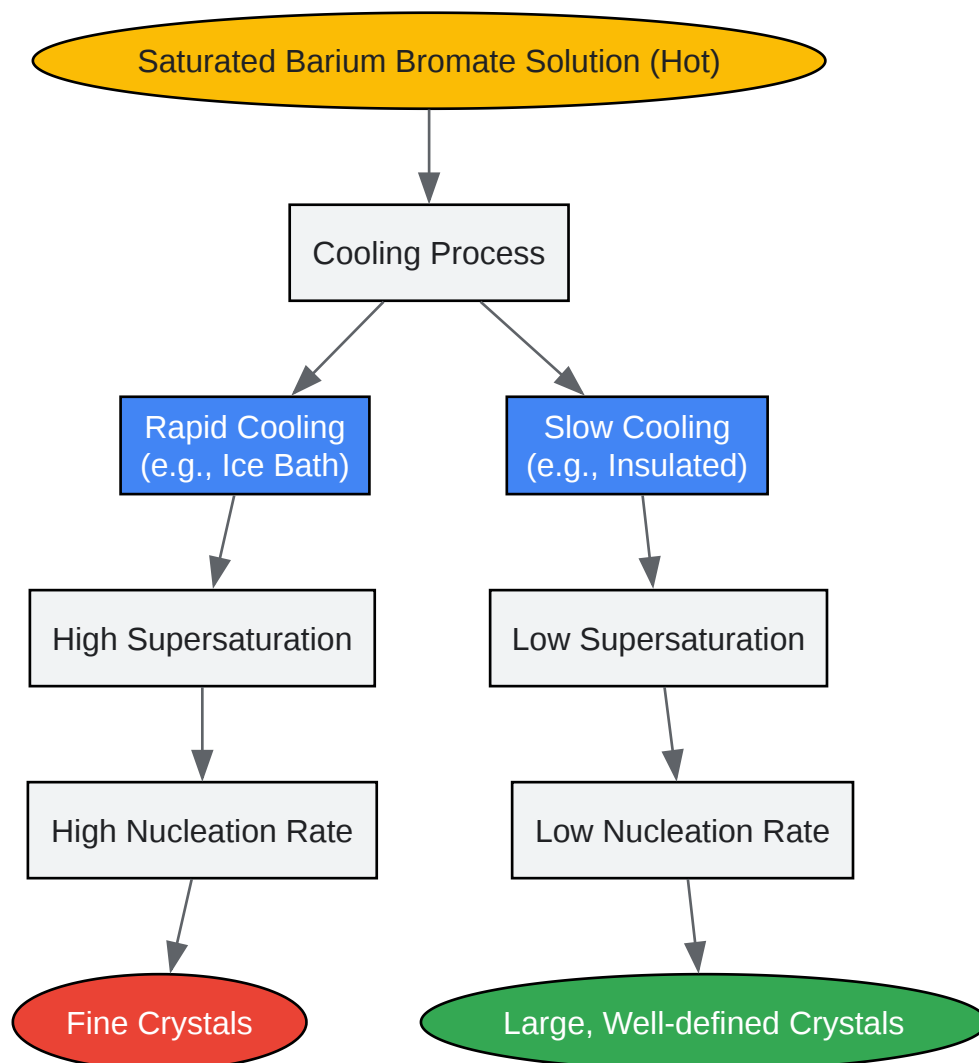 Saturated Barium Bromate Solution (Hot)
Cooling Process
Rapid Cooling
(e.g., Ice Bath)
Slow Cooling
(e.g., Insulated)
High Supersaturation
Low Supersaturation
High Nucleation Rate
Low Nucleation Rate
Fine Crystals
Large, Well-defined Crystals